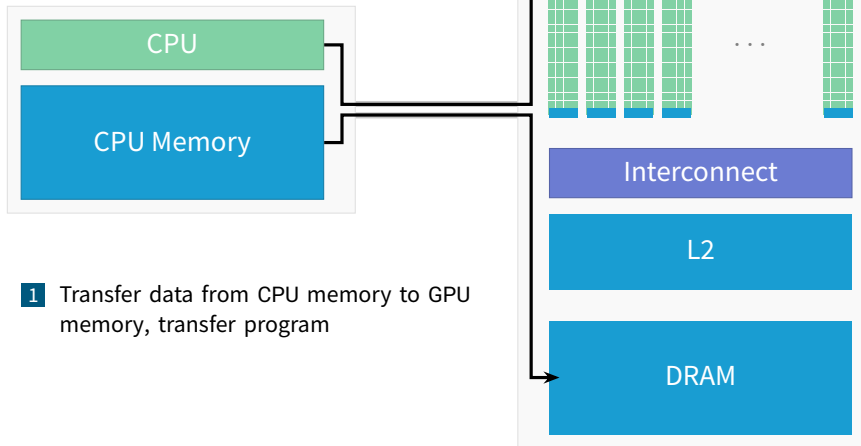 CPU
CPU Memory
. . .
Interconnect
L2
DRAM
1 Transfer data from CPU memory to GPU
memory, transfer program